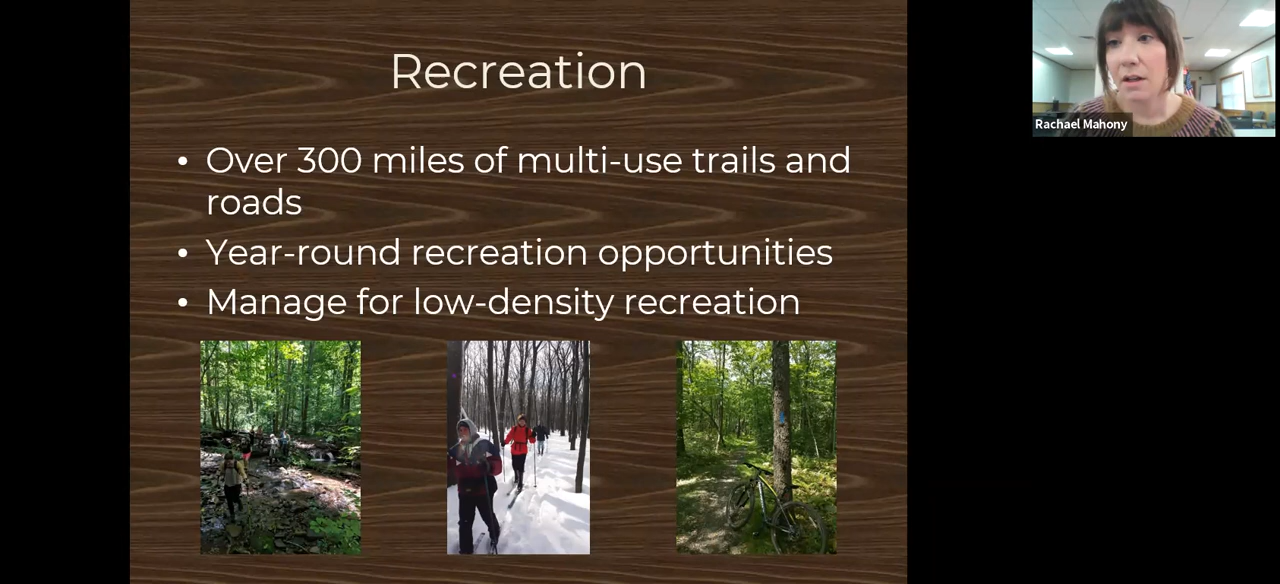 Recreation
• Over 300 miles of multi-use trails and
roads
• Year-round recreation opportunities
• Manage for low-density recreation
Rachael Mahony